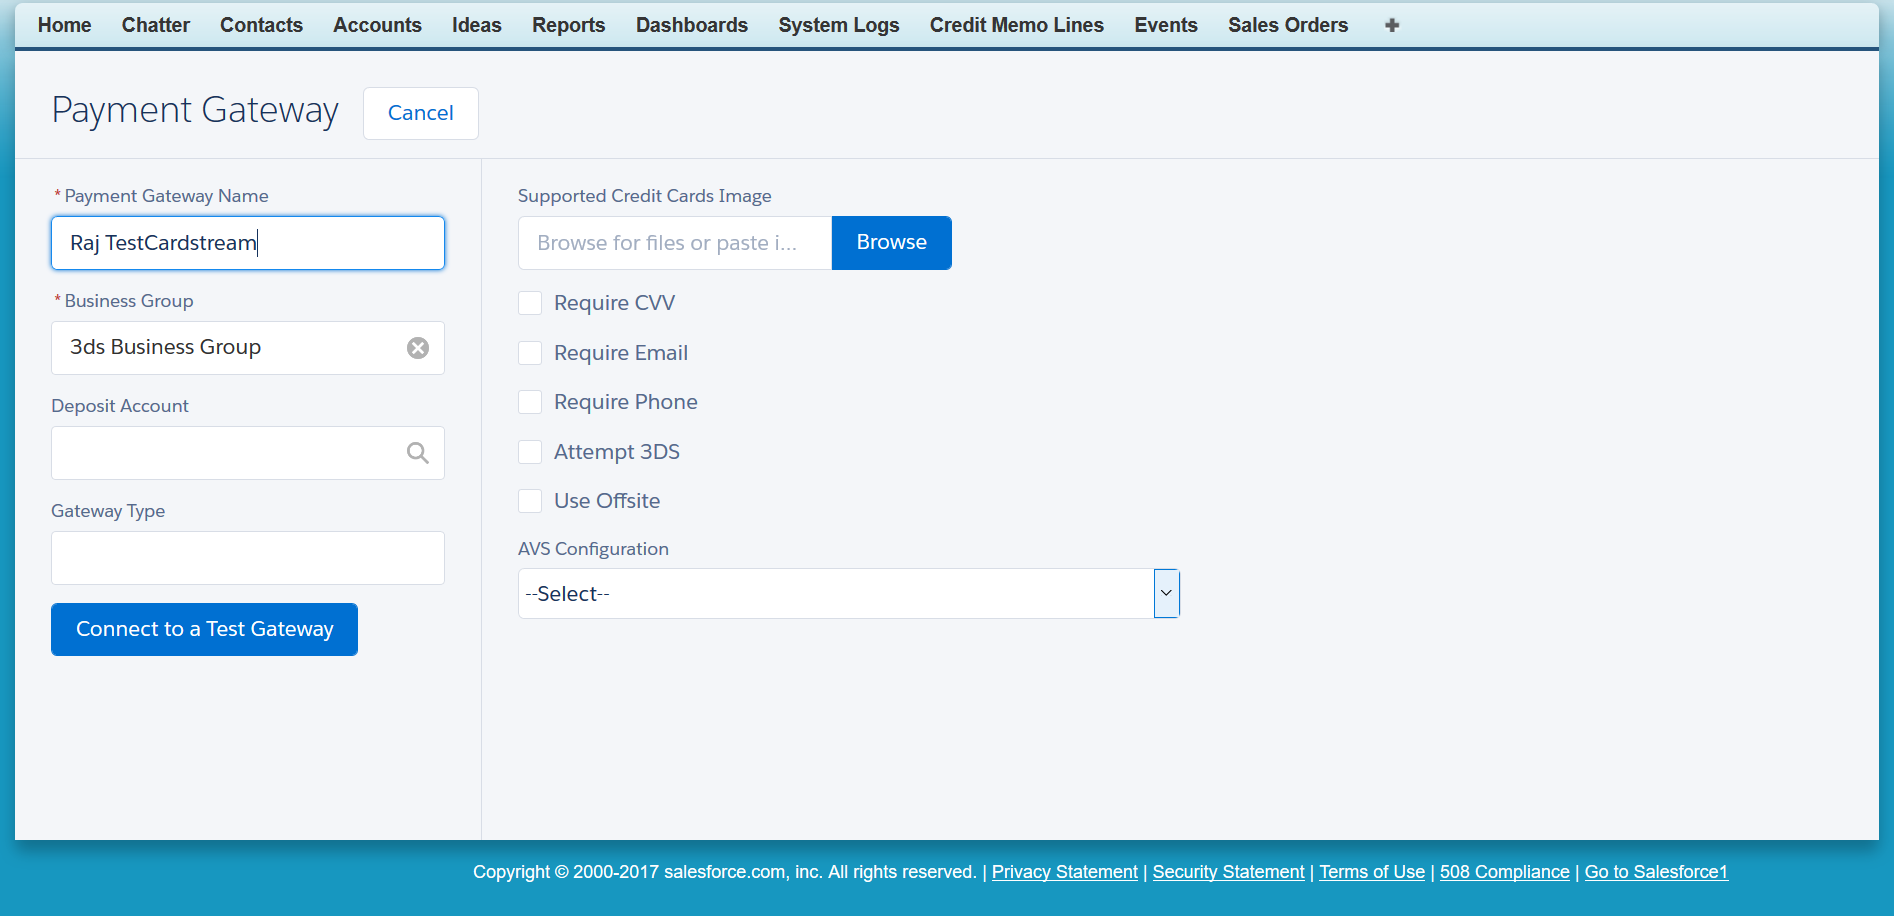 Home Chatter Contacts Accounts Ideas Reports Dashboards System Logs Credit Memo Lines Events Sales Orders
Payment Gateway Cancel
* Payment Gateway Name
Raj TestCardstream
* Business Group
3ds Business Group
Deposit Account
Gateway Type
Connect to a Test Gateway
Supported Credit Cards Image
Browse for files or paste i... Browse
Require CVV
Require Email
Require Phone
Attempt 3DS
Use Offsite
AVS Configuration
--Select--
Copyright © 2000-2017 salesforce.com, inc. All rights reserved. | Privacy Statement | Security Statement | Terms of Use | 508 Compliance | Go to Salesforce1